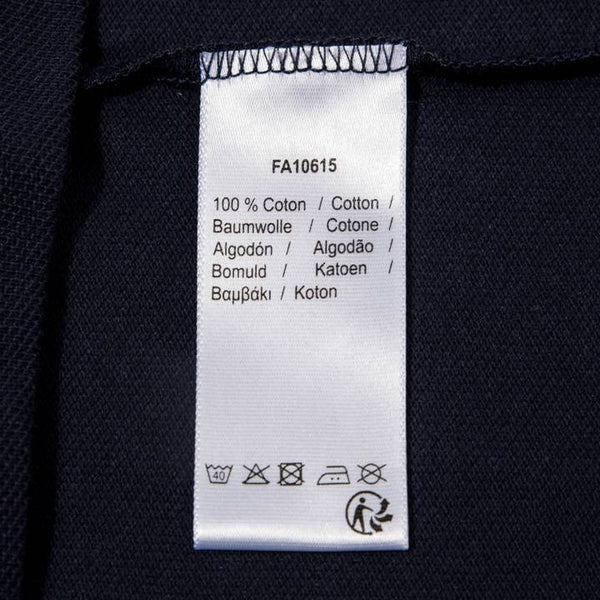 FA10615
100 % Coton / Cotton /
Baumwolle / Cotone /
Algodón / Algodão /
Bomuld / Katoen /
Βαμβάκι / Koton
40